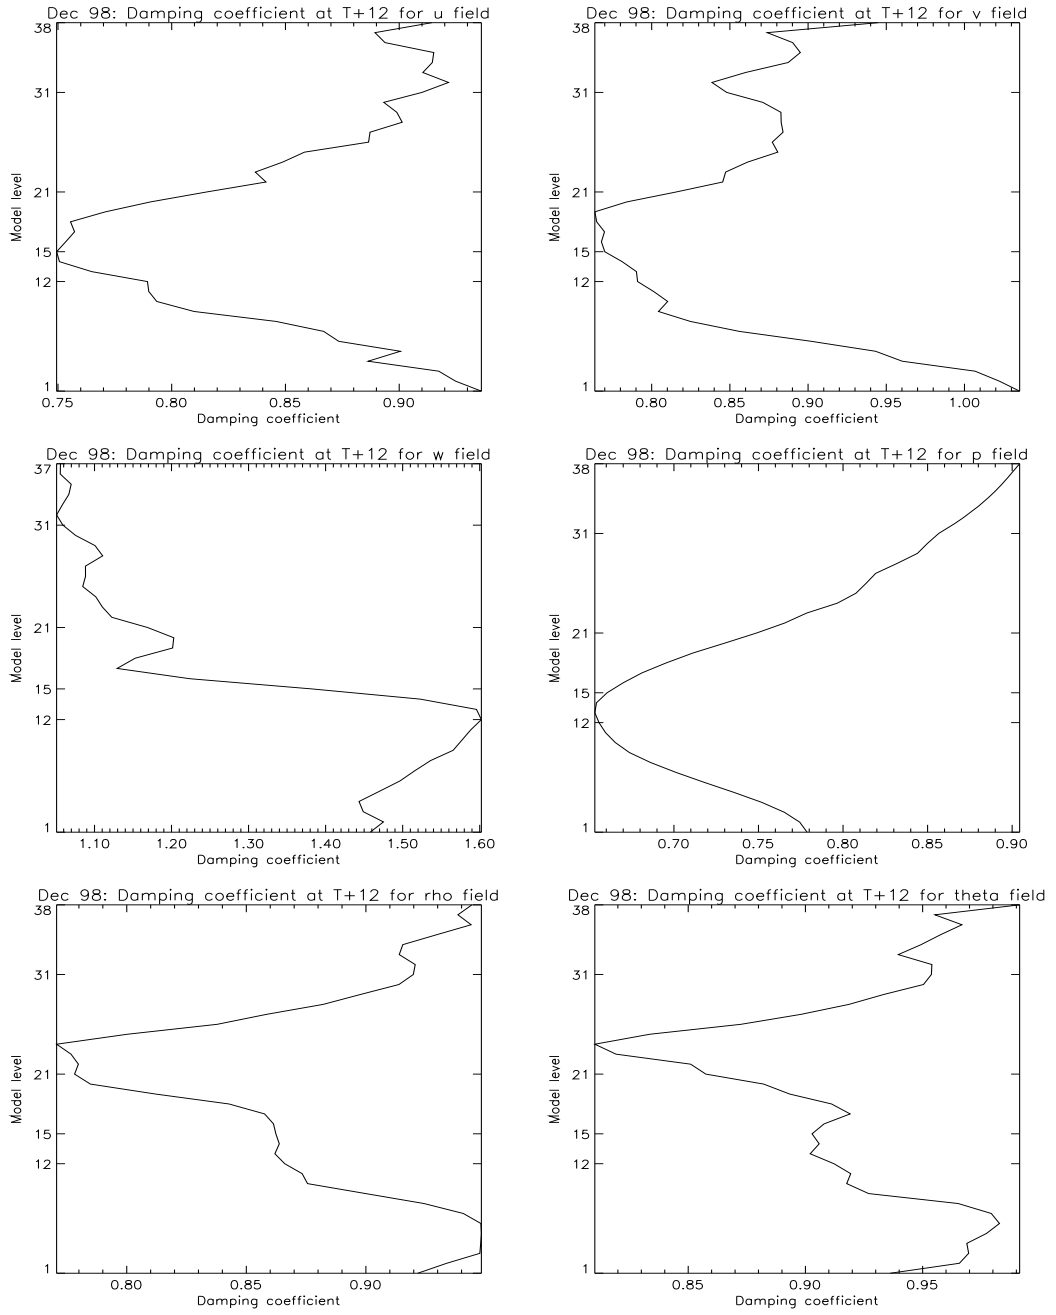 Dec 98: Damping coefficient at T+12 for u field
38
31
21
15
12
1
Model level
0.75 0.80 0.85 0.90
Damping coefficient
Dec 98: Damping coefficient at T+12 for v field
38
31
21
15
12
1
Model level
0.80 0.85 0.90 0.95 1.00
Damping coefficient
Dec 98: Damping coefficient at T+12 for w field
37
31
21
15
12
1
Model level
1.10 1.20 1.30 1.40 1.50 1.60
Damping coefficient
Dec 98: Damping coefficient at T+12 for p field
38
31
21
15
12
1
Model level
0.70 0.75 0.80 0.85 0.90
Damping coefficient
Dec 98: Damping coefficient at T+12 for rho field
38
31
21
15
12
1
Model level
0.80 0.85 0.90
Damping coefficient
Dec 98: Damping coefficient at T+12 for theta field
38
31
21
15
12
1
Model level
0.85 0.90 0.95
Damping coefficient